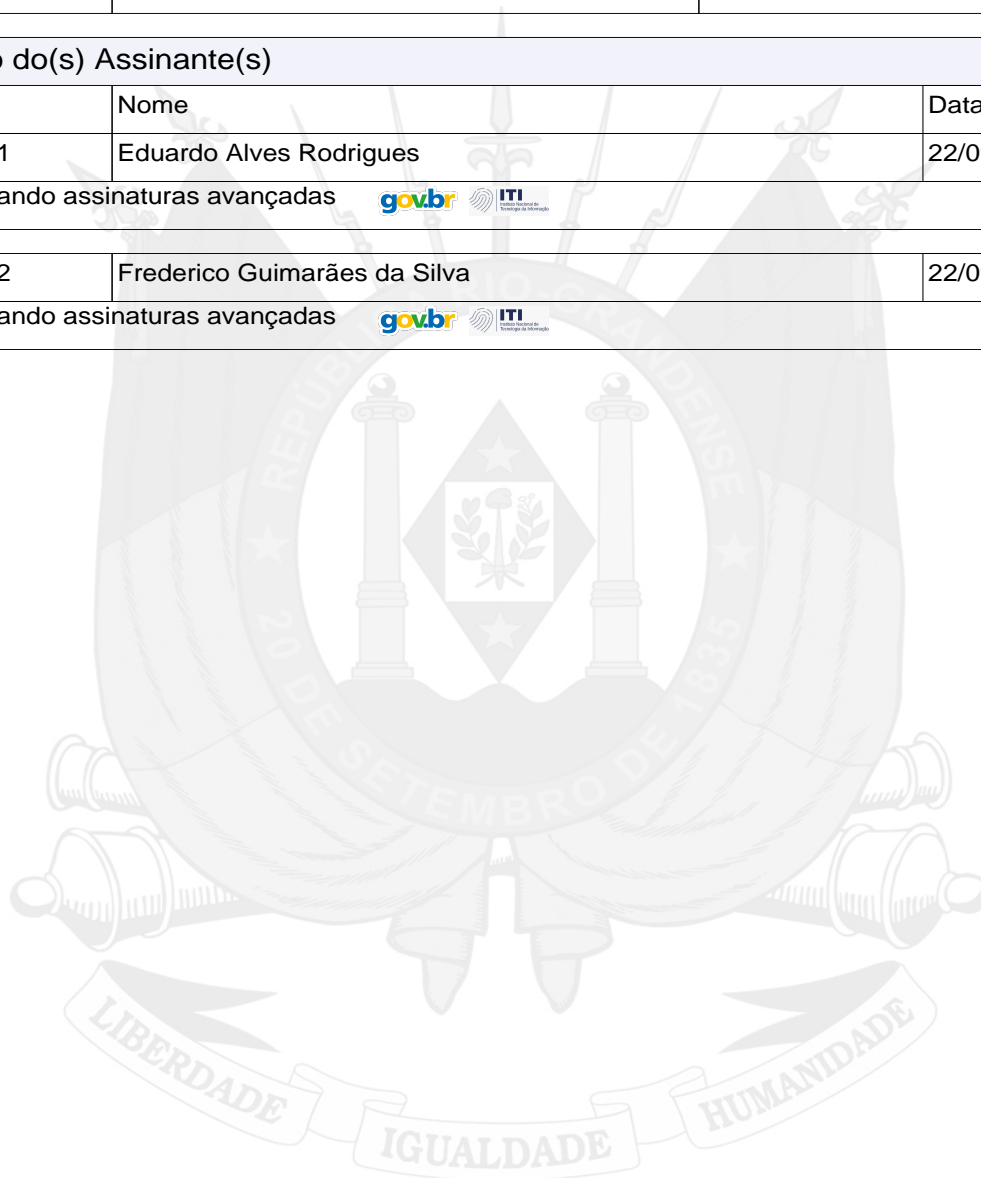 o do(s) Assinante(s)
Nome Data
1 Eduardo Alves Rodrigues 22/0
ando assinaturas avançadas gov.br ITI
2 Frederico Guimarães da Silva 22/0
ando assinaturas avançadas gov.br ITI
REPÚBLICA RIO-GRANDENSE
20 DE SETEMBRO DE 1835
LIBERDADE IGUALDADE HUMANIDADE